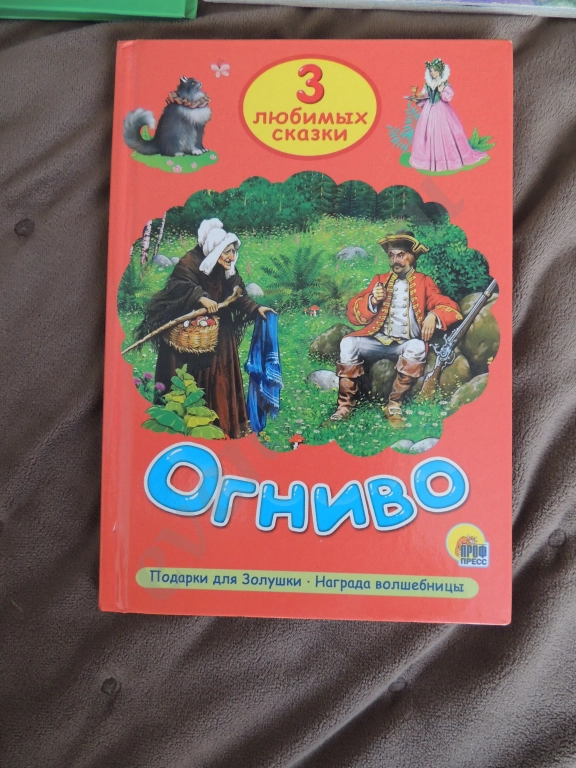 3
любимых
сказки
Огниво
ПРОФ
ПРЕСС
Подарки для Золушки · Награда волшебницы